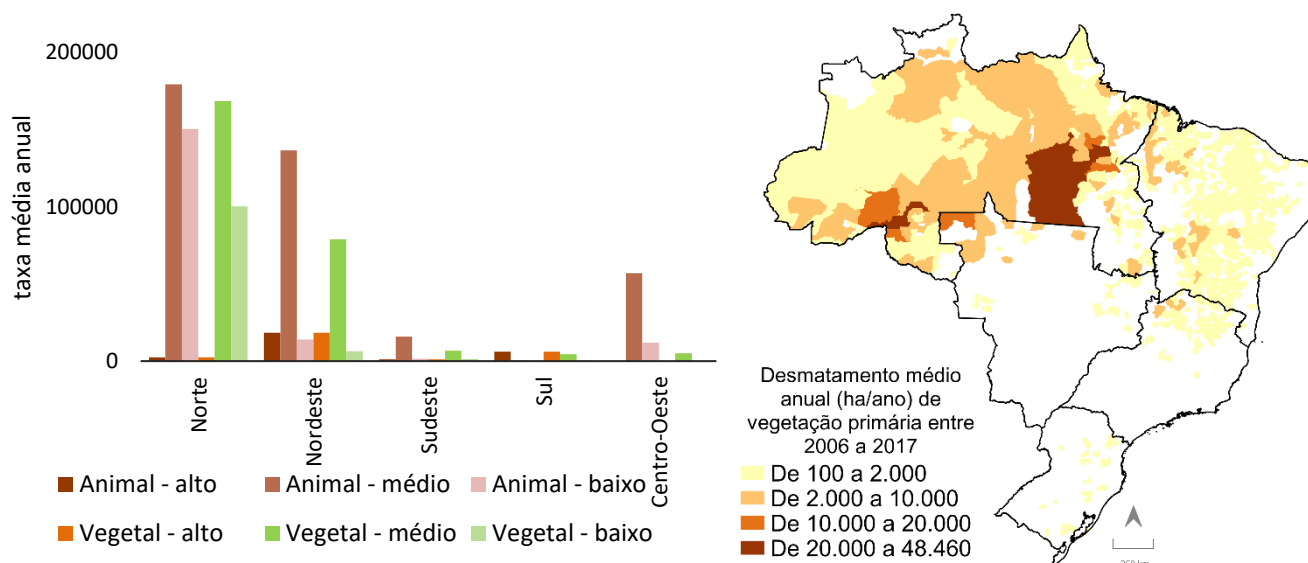 taxa média anual
200000
100000
0
Norte
Nordeste
Sudeste
Sul
Centro-Oeste
Animal - alto
Animal - médio
Animal - baixo
Vegetal - alto
Vegetal - médio
Vegetal - baixo
Desmatamento médio
anual (ha/ano) de
vegetação primária entre
2006 a 2017
De 100 a 2.000
De 2.000 a 10.000
De 10.000 a 20.000
De 20.000 a 48.460